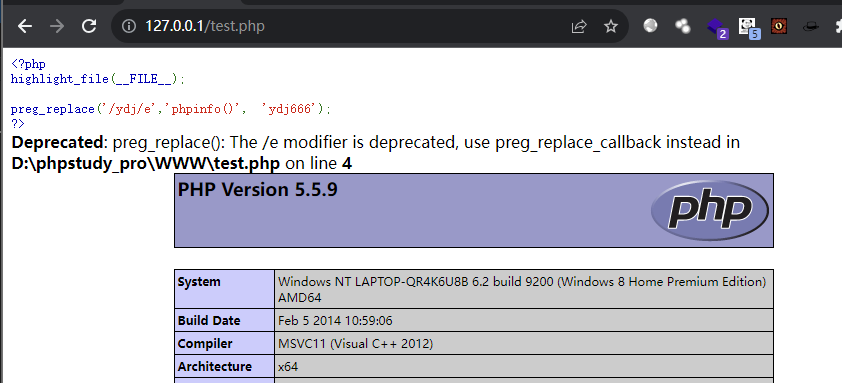 127.0.0.1/test.php
2
5
<?php
highlight_file(__FILE__);
preg_replace('/ydj/e','phpinfo()', 'ydj666');
?>
Deprecated: preg_replace(): The /e modifier is deprecated, use preg_replace_callback instead in
D:\phpstudy_pro\WWW\test.php on line 4
PHP Version 5.5.9
php
System
Windows NT LAPTOP-QR4K6U8B 6.2 build 9200 (Windows 8 Home Premium Edition)
AMD64
Build Date
Feb 5 2014 10:59:06
Compiler
MSVC11 (Visual C++ 2012)
Architecture
x64